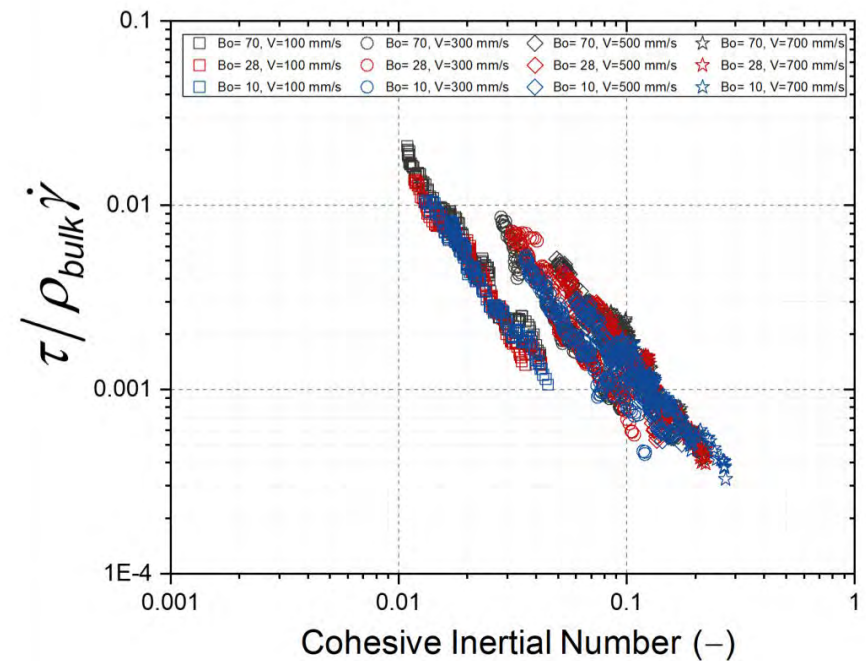 0.1
Bo= 70, V=100 mm/s Bo= 70, V=300 mm/s Bo= 70, V=500 mm/s Bo= 70, V=700 mm/s
Bo= 28, V=100 mm/s Bo= 28, V=300 mm/s Bo= 28, V=500 mm/s Bo= 28, V=700 mm/s
Bo= 10, V=100 mm/s Bo= 10, V=300 mm/s Bo= 10, V=500 mm/s Bo= 10, V=700 mm/s
0.01
τ/ρ_bulk γ̇
0.001
1E-4
0.001 0.01 0.1 1
Cohesive Inertial Number (−)